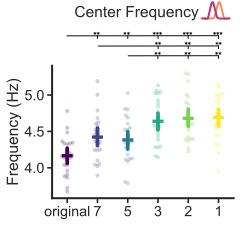 Center Frequency
** ** *** *** ***
** ** **
** ** **
Frequency (Hz)
5.0
4.5
4.0
original 7 5 3 2 1